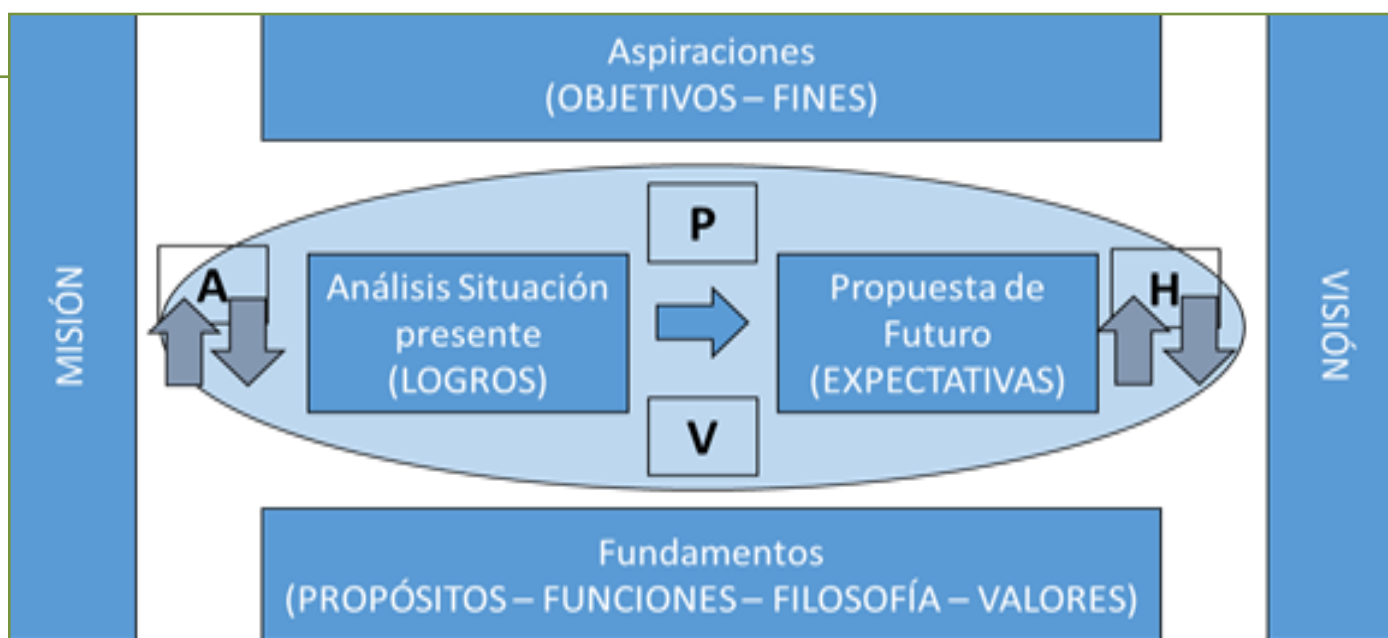 Aspiraciones
(OBJETIVOS – FINES)
MISIÓN
P
A
Análisis Situación
presente
(LOGROS)
Propuesta de
Futuro
(EXPECTATIVAS)
H
VISIÓN
V
Fundamentos
(PROPÓSITOS – FUNCIONES – FILOSOFÍA – VALORES)